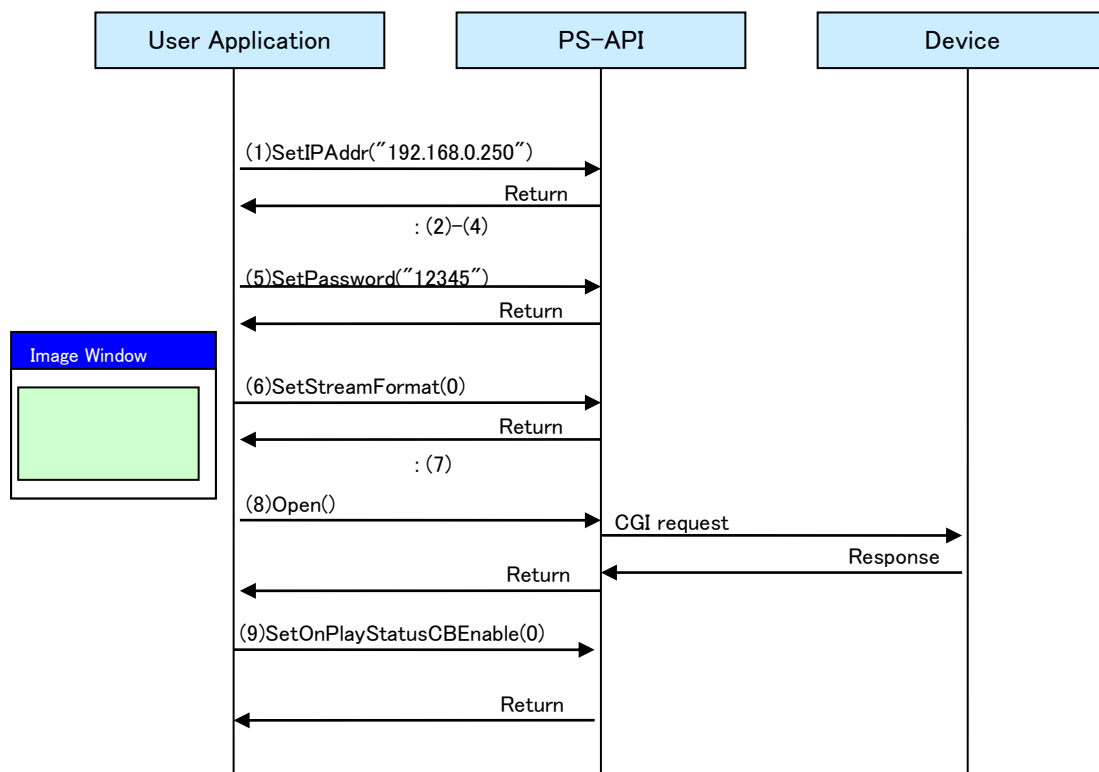 User Application
PS-API
Device
(1)SetIPAddr("192.168.0.250")
Return
: (2)-(4)
(5)SetPassword("12345")
Return
Image Window
(6)SetStreamFormat(0)
Return
: (7)
(8)Open()
CGI request
Response
Return
(9)SetOnPlayStatusCBEnable(0)
Return